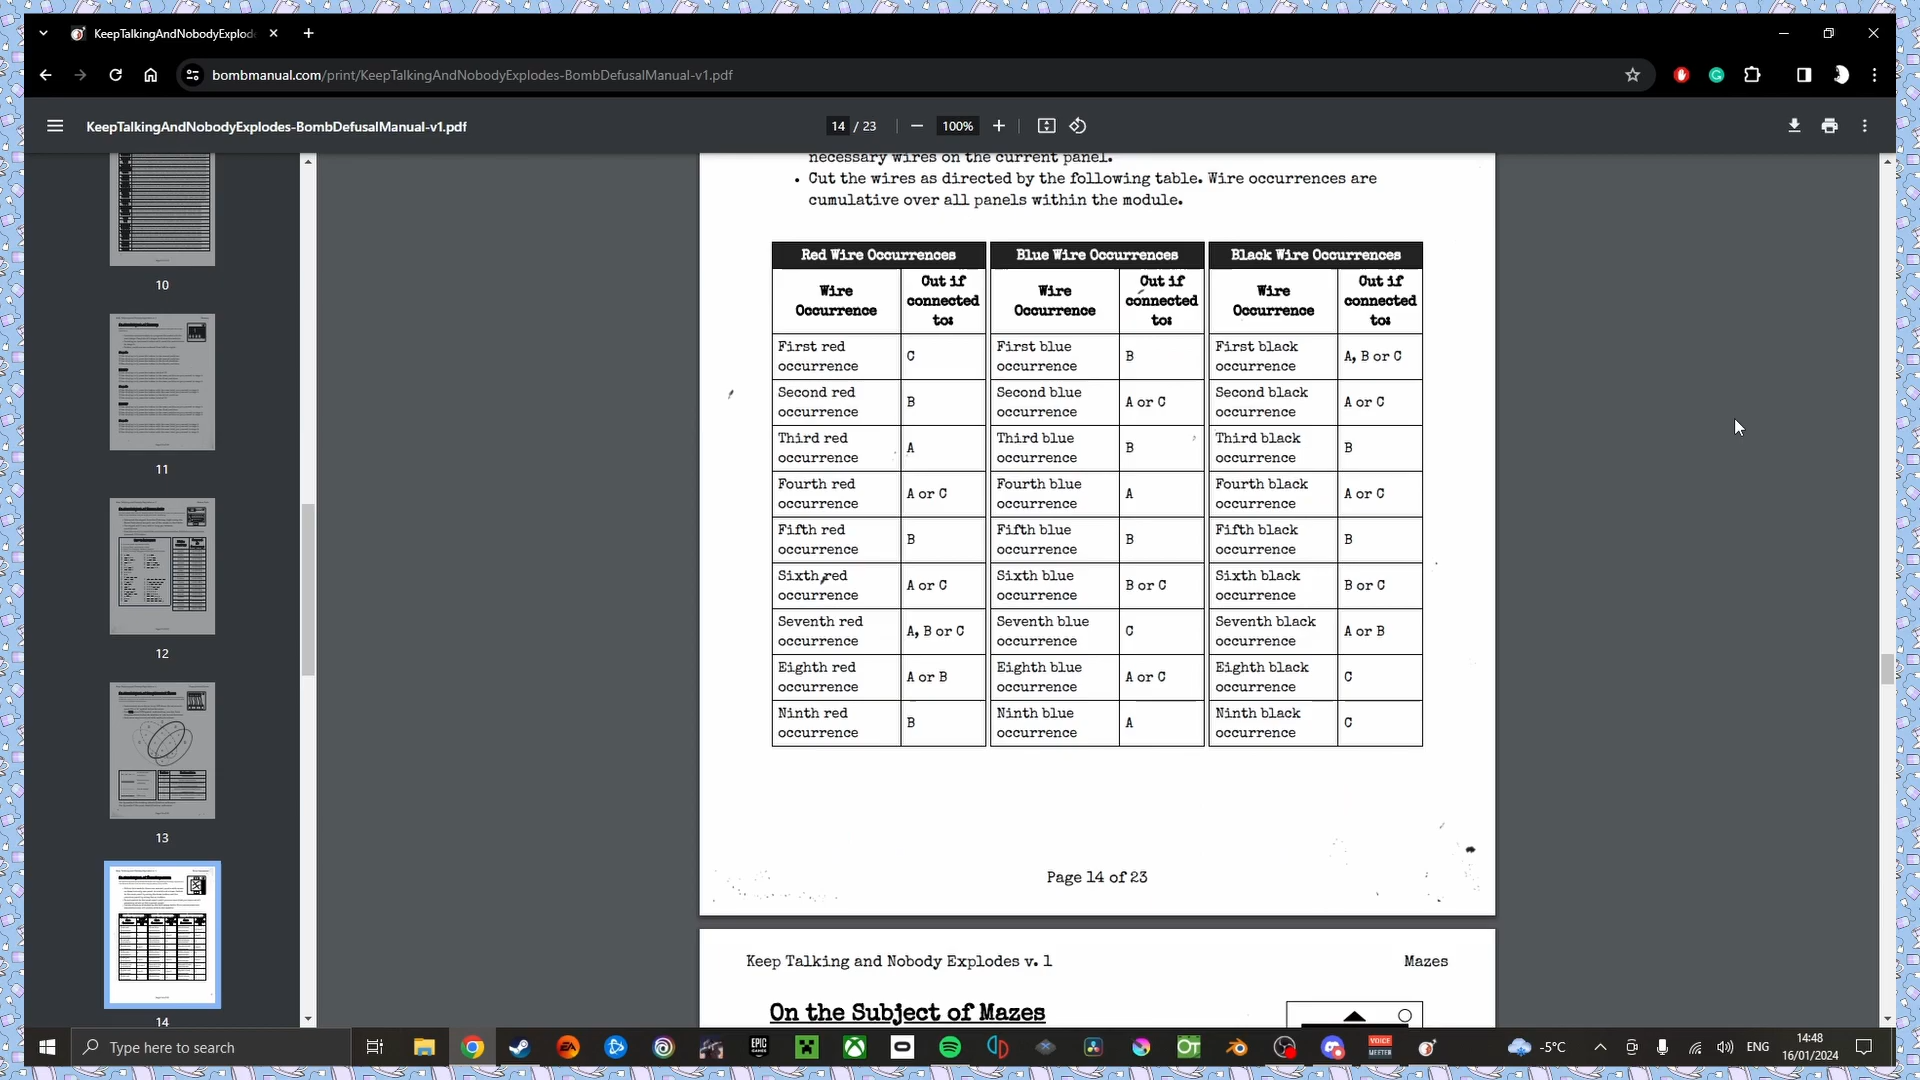 KeepTalkingAndNobodyExplod
bombmanual.com/print/KeepTalkingAndNobodyExplodes-BombDefusalManual-v1.pdf
KeepTalkingAndNobodyExplodes-BombDefusalManual-v1.pdf
14 / 23
100%
10
11
12
13
14
necessary wires on the current panel.
• Cut the wires as directed by the following table. Wire occurrences are
cumulative over all panels within the module.
Red Wire Occurrences
Wire Occurrence | Cut if connected to:
First red occurrence | C
Second red occurrence | B
Third red occurrence | A
Fourth red occurrence | A or C
Fifth red occurrence | B
Sixth red occurrence | A or C
Seventh red occurrence | A, B or C
Eighth red occurrence | A or B
Ninth red occurrence | B
Blue Wire Occurrences
Wire Occurrence | Cut if connected to:
First blue occurrence | B
Second blue occurrence | A or C
Third blue occurrence | B
Fourth blue occurrence | A
Fifth blue occurrence | B
Sixth blue occurrence | B or C
Seventh blue occurrence | C
Eighth blue occurrence | A or C
Ninth blue occurrence | A
Black Wire Occurrences
Wire Occurrence | Cut if connected to:
First black occurrence | A, B or C
Second black occurrence | A or C
Third black occurrence | B
Fourth black occurrence | A or C
Fifth black occurrence | B
Sixth black occurrence | B or C
Seventh black occurrence | A or B
Eighth black occurrence | C
Ninth black occurrence | C
Page 14 of 23
Keep Talking and Nobody Explodes v. 1
Mazes
On the Subject of Mazes
Type here to search
EPIC GAMES
VOICE MEETER
-5°C
ENG
14:48
16/01/2024